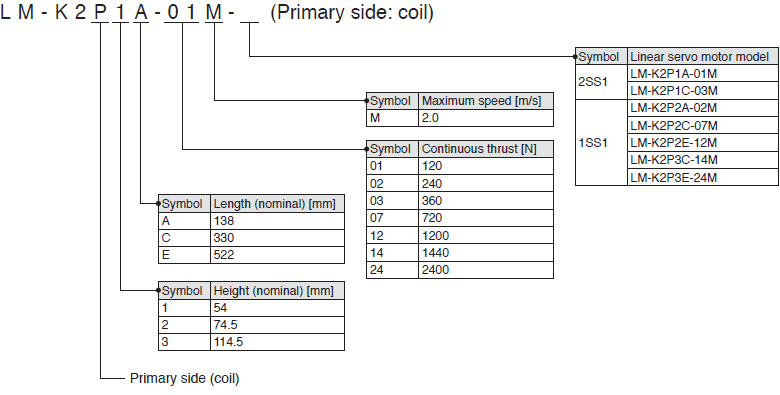 L M - K 2 P 1 A - 0 1 M - _ (Primary side: coil)
Symbol Linear servo motor model
2SS1 LM-K2P1A-01M
LM-K2P1C-03M
1SS1 LM-K2P2A-02M
LM-K2P2C-07M
LM-K2P2E-12M
LM-K2P3C-14M
LM-K2P3E-24M
Symbol Maximum speed [m/s]
M 2.0
Symbol Continuous thrust [N]
01 120
02 240
03 360
07 720
12 1200
14 1440
24 2400
Symbol Length (nominal) [mm]
A 138
C 330
E 522
Symbol Height (nominal) [mm]
1 54
2 74.5
3 114.5
Primary side (coil)